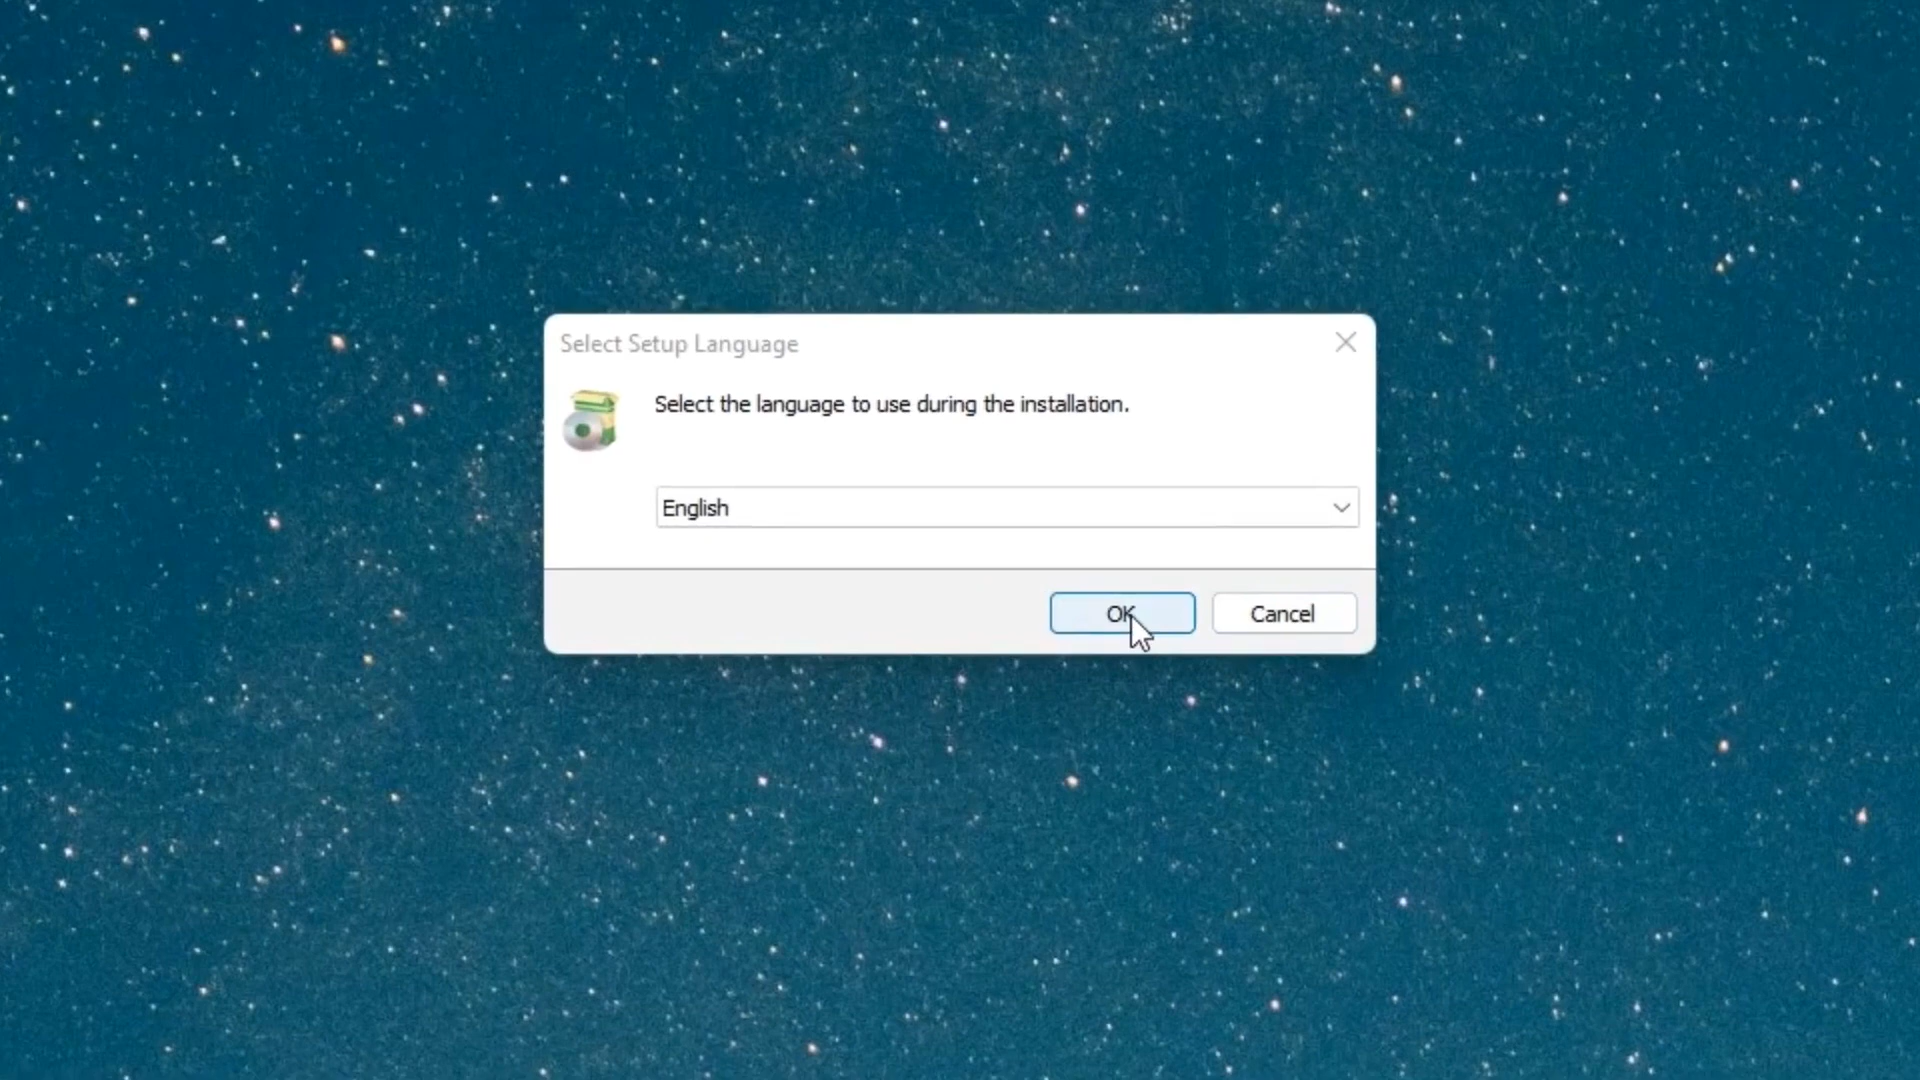 Select Setup Language
Select the language to use during the installation.
English
OK
Cancel